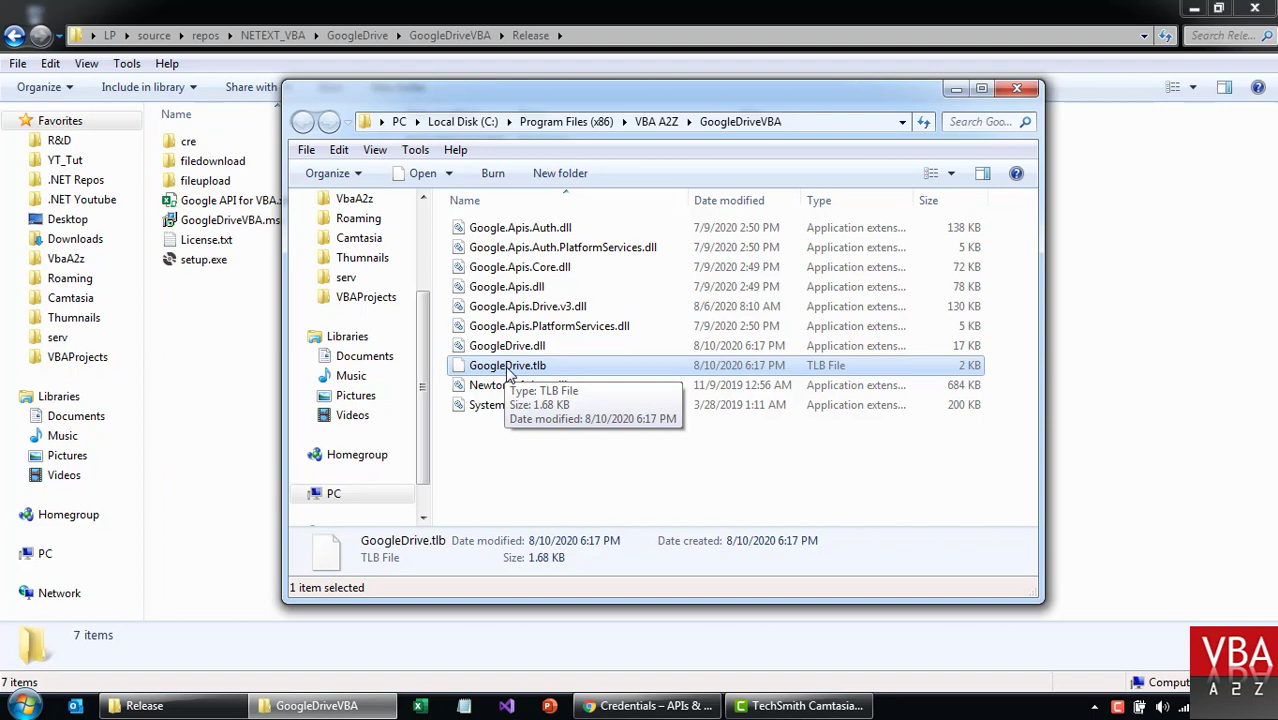 LP source repos NETEXT_VBA GoogleDrive GoogleDriveVBA Release
Search Rele...
File Edit View Tools Help
Organize Include in library Share with
Favorites
R&D
YT_Tut
.NET Repos
.NET Youtube
Desktop
Downloads
VbaA2z
Roaming
Camtasia
Thumnails
serv
VBAProjects
Libraries
Documents
Music
Pictures
Videos
Homegroup
PC
Network
Name
cre
filedownload
fileupload
Google API for VBA.
GoogleDriveVBA.ms
License.txt
setup.exe
PC Local Disk (C:) Program Files (x86) VBA A2Z GoogleDriveVBA
Search Goo...
File Edit View Tools Help
Organize Open Burn New folder
VbaA2z
Roaming
Camtasia
Thumnails
serv
VBAProjects
Libraries
Documents
Music
Pictures
Videos
Homegroup
PC
Name Date modified Type Size
Google.Apis.Auth.dll 7/9/2020 2:50 PM Application extens... 138 KB
Google.Apis.Auth.PlatformServices.dll 7/9/2020 2:50 PM Application extens... 5 KB
Google.Apis.Core.dll 7/9/2020 2:49 PM Application extens... 72 KB
Google.Apis.dll 7/9/2020 2:49 PM Application extens... 78 KB
Google.Apis.Drive.v3.dll 8/6/2020 8:10 AM Application extens... 130 KB
Google.Apis.PlatformServices.dll 7/9/2020 2:50 PM Application extens... 5 KB
GoogleDrive.dll 8/10/2020 6:17 PM Application extens... 17 KB
GoogleDrive.tlb 8/10/2020 6:17 PM TLB File 2 KB
11/9/2019 12:56 AM Application extens... 684 KB
System 3/28/2019 1:11 AM Application extens... 200 KB
Type: TLB File
Size: 1.68 KB
Date modified: 8/10/2020 6:17 PM
GoogleDrive.tlb Date modified: 8/10/2020 6:17 PM Date created: 8/10/2020 6:17 PM
TLB File Size: 1.68 KB
1 item selected
7 items
7 items
Comput
VBA
A 2 Z
Release GoogleDriveVBA Credentials – APIs & ... TechSmith Camtasia...